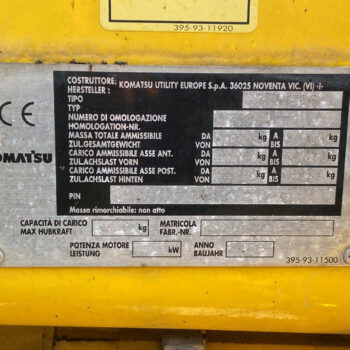 395-93-11920
CE
KOMATSU
COSTRUTTORE: KOMATSU UTILITY EUROPE S.p.A. 36025 NOVENTA VIC. (VI)
HERSTELLER :
TIPO
TYP
NUMERO DI OMOLOGAZIONE
HOMOLOGATION-NR.
MASSA TOTALE AMMISSIBILE DA kg A kg
ZUL.GESAMTGEWICHT VON BIS
CARICO AMMISSIBILE ASSE ANT. DA kg A kg
ZUL.ACHSLAST VORN VON BIS
CARICO AMMISSIBILE ASSE POST. DA kg A kg
ZUL.ACHSLAST HINTEN VON BIS
PIN
Massa rimorchiabile: non atto
CAPACITÀ DI CARICO kg MATRICOLA
MAX HUBKRAFT FABR.-NR.
POTENZA MOTORE kW ANNO
LEISTUNG BAUJAHR
395-93-11500